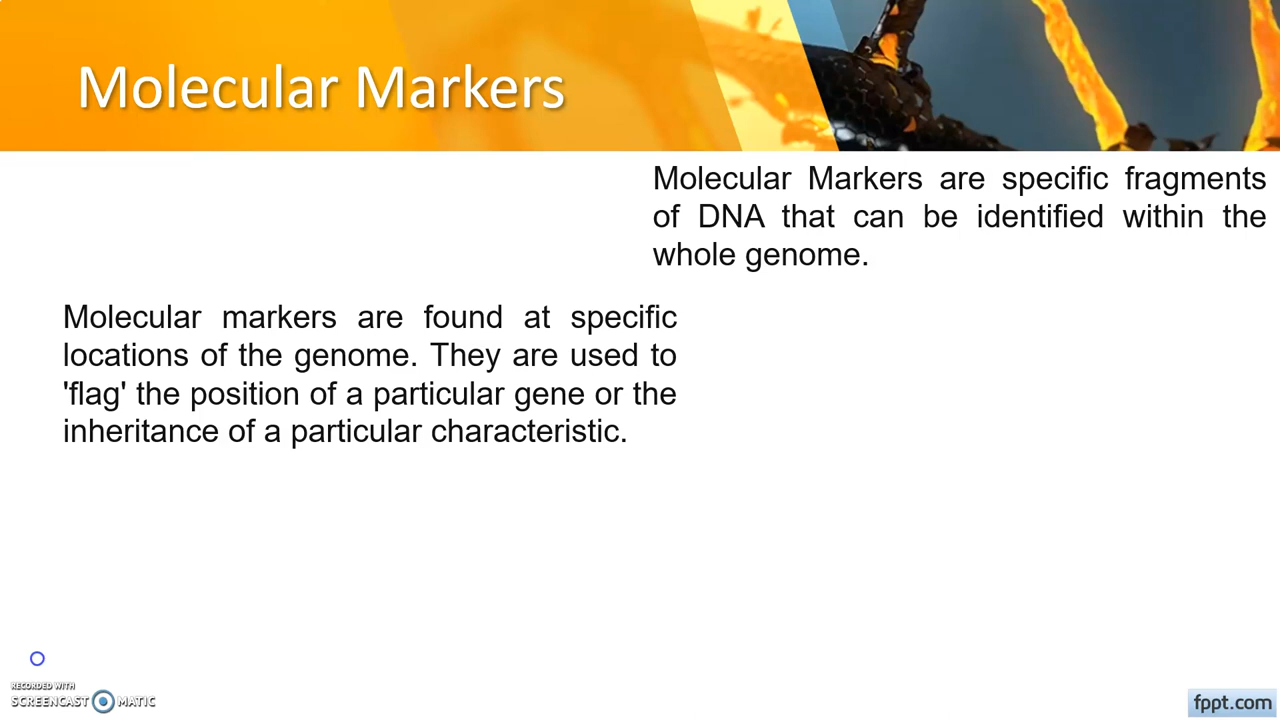 Molecular Markers
Molecular Markers are specific fragments
of DNA that can be identified within the
whole genome.
Molecular markers are found at specific
locations of the genome. They are used to
'flag' the position of a particular gene or the
inheritance of a particular characteristic.
RECORDED WITH
SCREENCAST MATIC
fppt.com